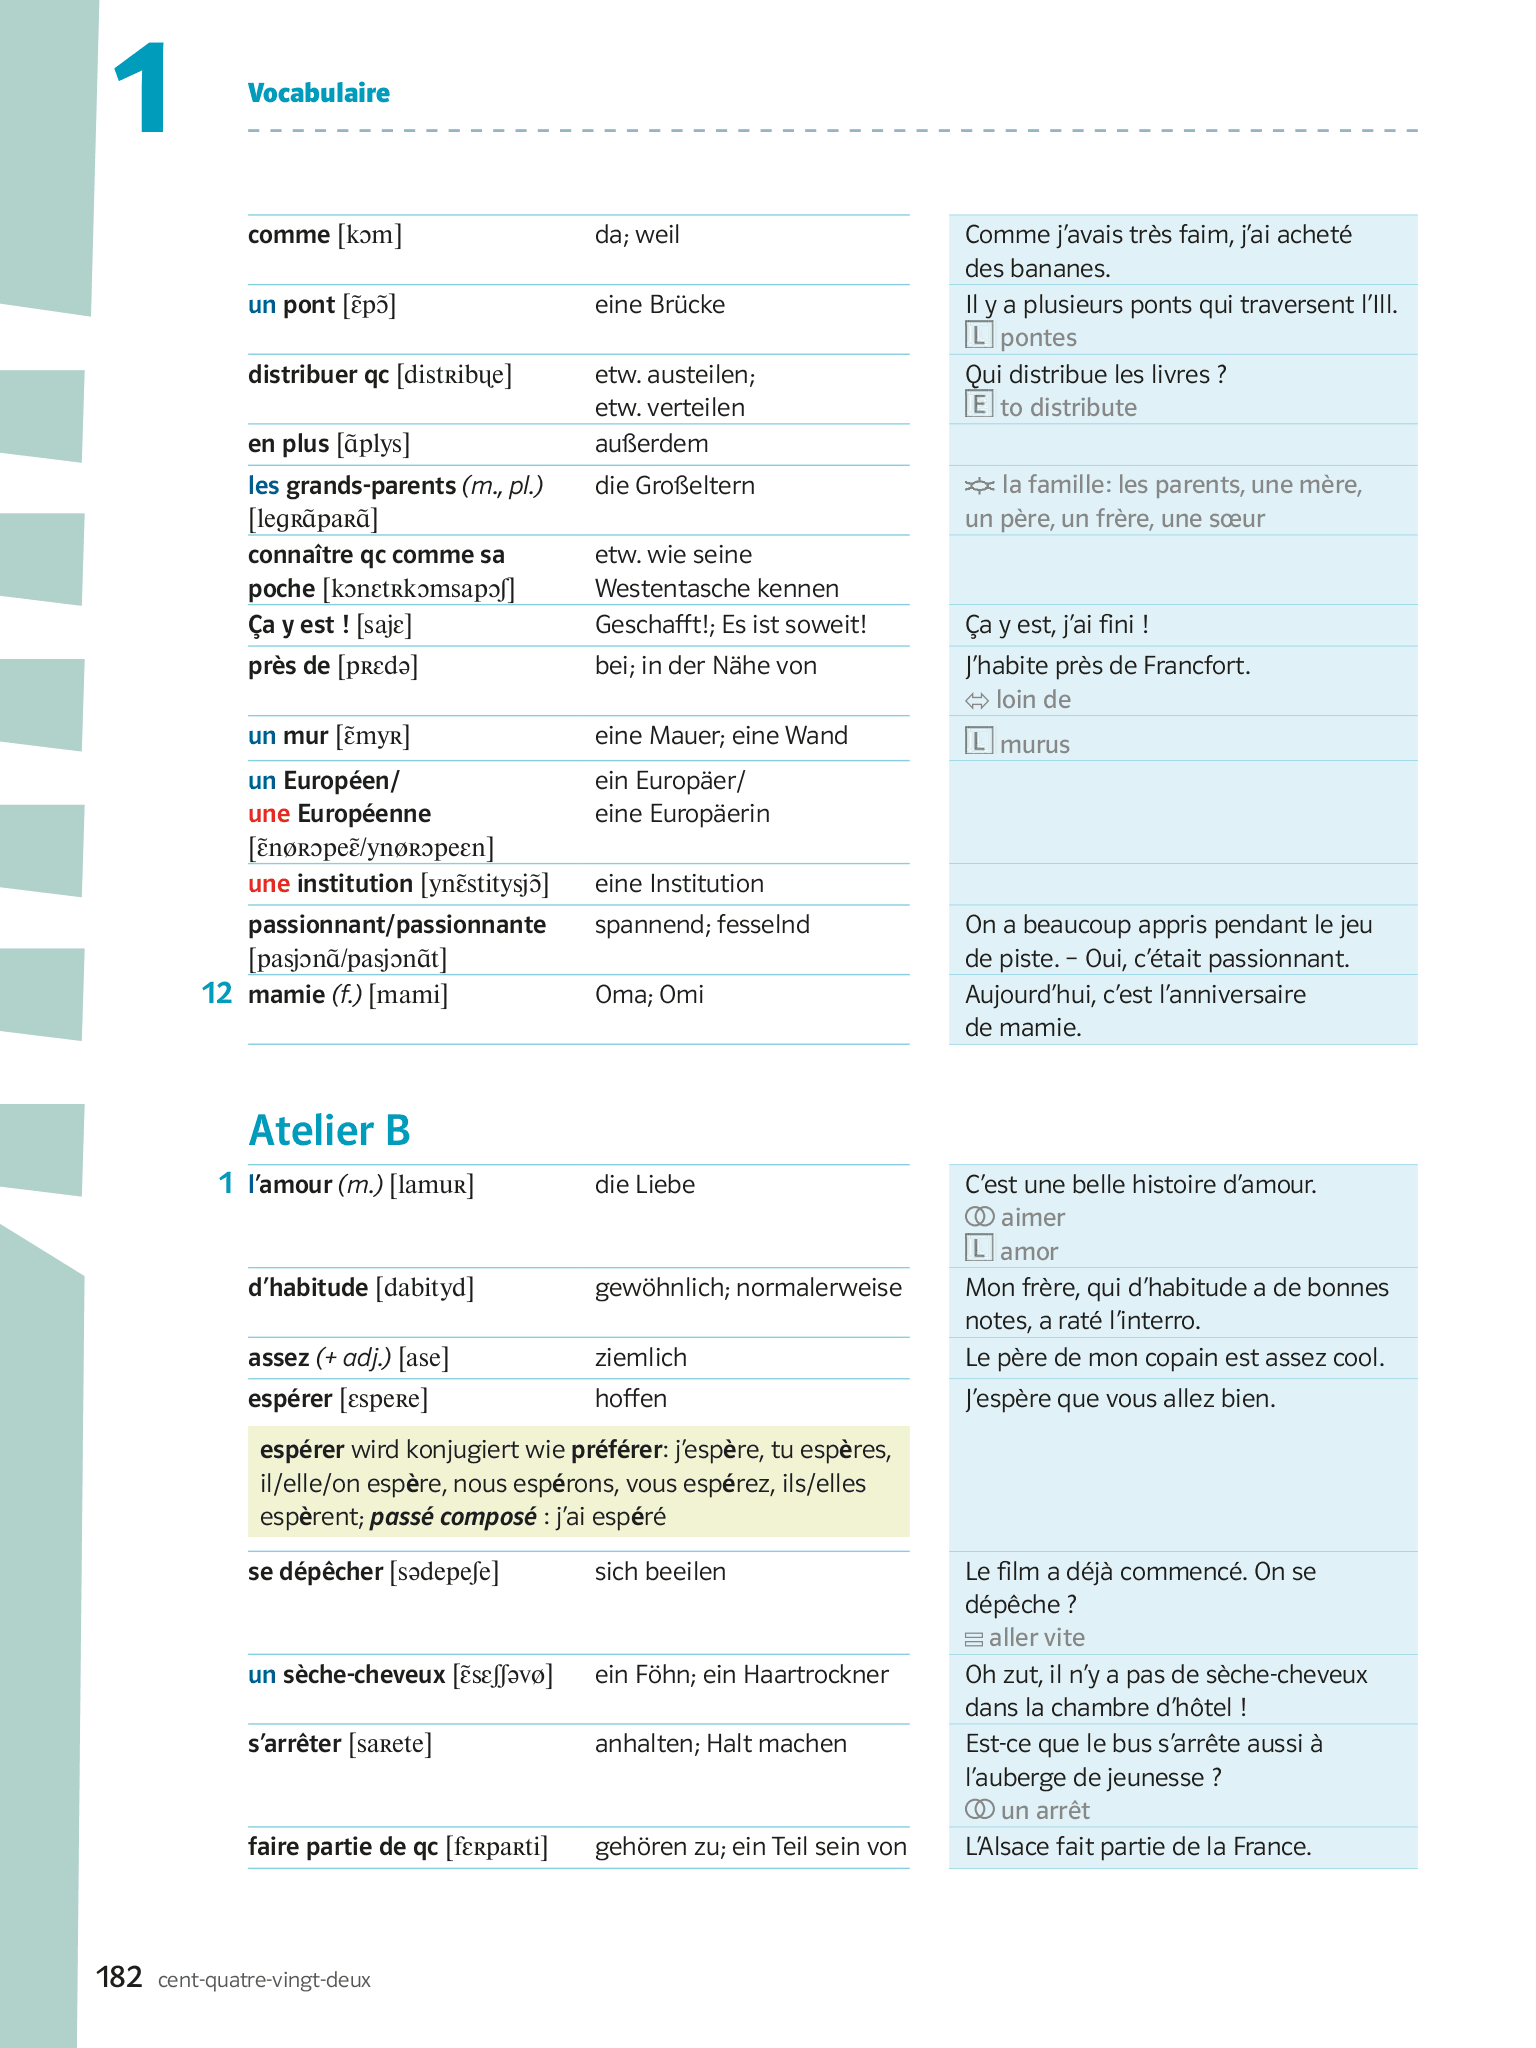 1
Vocabulaire
comme [kɔm] da; weil Comme j’avais très faim, j’ai acheté
des bananes.
un pont [ɛ̃pɔ̃] eine Brücke Il y a plusieurs ponts qui traversent l’Ill.
L pontes
distribuer qc [distʀibɥe] etw. austeilen; Qui distribue les livres ?
etw. verteilen E to distribute
en plus [ɑ̃plys] außerdem
les grands-parents (m., pl.) die Großeltern la famille: les parents, une mère,
[leɡʀɑ̃paʀɑ̃] un père, un frère, une sœur
connaître qc comme sa etw. wie seine
poche [kɔnɛtʀkɔmsapɔʃ] Westentasche kennen
Ça y est ! [sajɛ] Geschafft!; Es ist soweit! Ça y est, j’ai fini !
près de [pʀɛdə] bei; in der Nähe von J’habite près de Francfort.
⇔ loin de
un mur [ɛ̃myʀ] eine Mauer; eine Wand L murus
un Européen/ ein Europäer/
une Européenne eine Europäerin
[ɛ̃nøʀɔpeɛ̃/ynøʀɔpeɛn]
une institution [ynɛ̃stitysjɔ̃] eine Institution
passionnant/passionnante spannend; fesselnd On a beaucoup appris pendant le jeu
[pasjɔnɑ̃/pasjɔnɑ̃t] de piste. – Oui, c’était passionnant.
12 mamie (f.) [mami] Oma; Omi Aujourd’hui, c’est l’anniversaire
de mamie.
Atelier B
1 l’amour (m.) [lamuʀ] die Liebe C’est une belle histoire d’amour.
aimer
L amor
d’habitude [dabityd] gewöhnlich; normalerweise Mon frère, qui d’habitude a de bonnes
notes, a raté l’interro.
assez (+ adj.) [ase] ziemlich Le père de mon copain est assez cool.
espérer [ɛspeʀe] hoffen J’espère que vous allez bien.
espérer wird konjugiert wie préférer: j’espère, tu espères,
il/elle/on espère, nous espérons, vous espérez, ils/elles
espèrent; passé composé : j’ai espéré
se dépêcher [sədepeʃe] sich beeilen Le film a déjà commencé. On se
dépêche ?
= aller vite
un sèche-cheveux [ɛ̃sɛʃʃəvø] ein Föhn; ein Haartrockner Oh zut, il n’y a pas de sèche-cheveux
dans la chambre d’hôtel !
s’arrêter [saʀete] anhalten; Halt machen Est-ce que le bus s’arrête aussi à
l’auberge de jeunesse ?
un arrêt
faire partie de qc [fɛʀpaʀti] gehören zu; ein Teil sein von L’Alsace fait partie de la France.
182 cent-quatre-vingt-deux